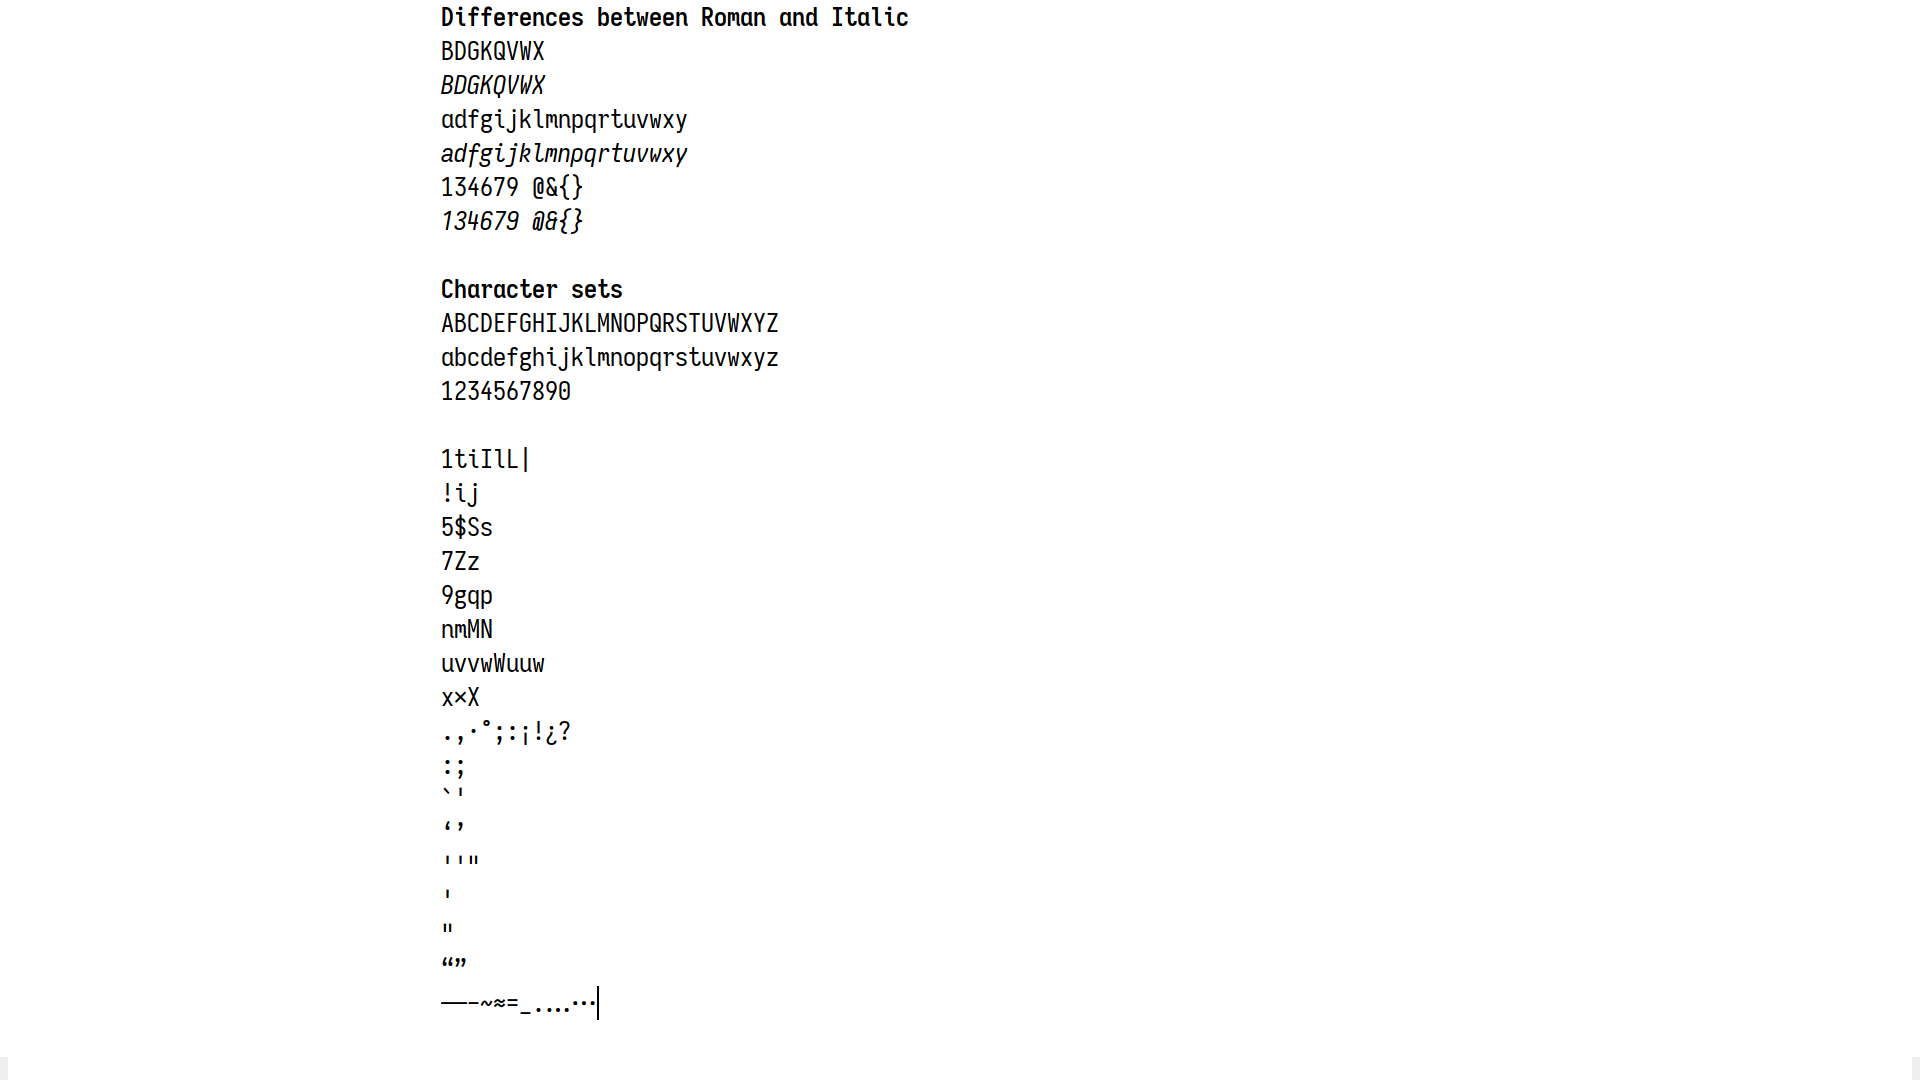 Differences between Roman and Italic
BDGKQVWX
BDGKQVWX
adfgijklmnpqrtuvwxy
adfgijklmnpqrtuvwxy
134679 @&{}
134679 @&{}
Character sets
ABCDEFGHIJKLMNOPQRSTUVWXYZ
abcdefghijklmnopqrstuvwxyz
1234567890
1tiIlL|
!ij
5$Ss
7Zz
9gqp
nmMN
uvvwWuuw
x×X
.,·°;:¡!¿?
:;
`'
‘’
''"
'
"
“”
—–-~≈=_.…⋯